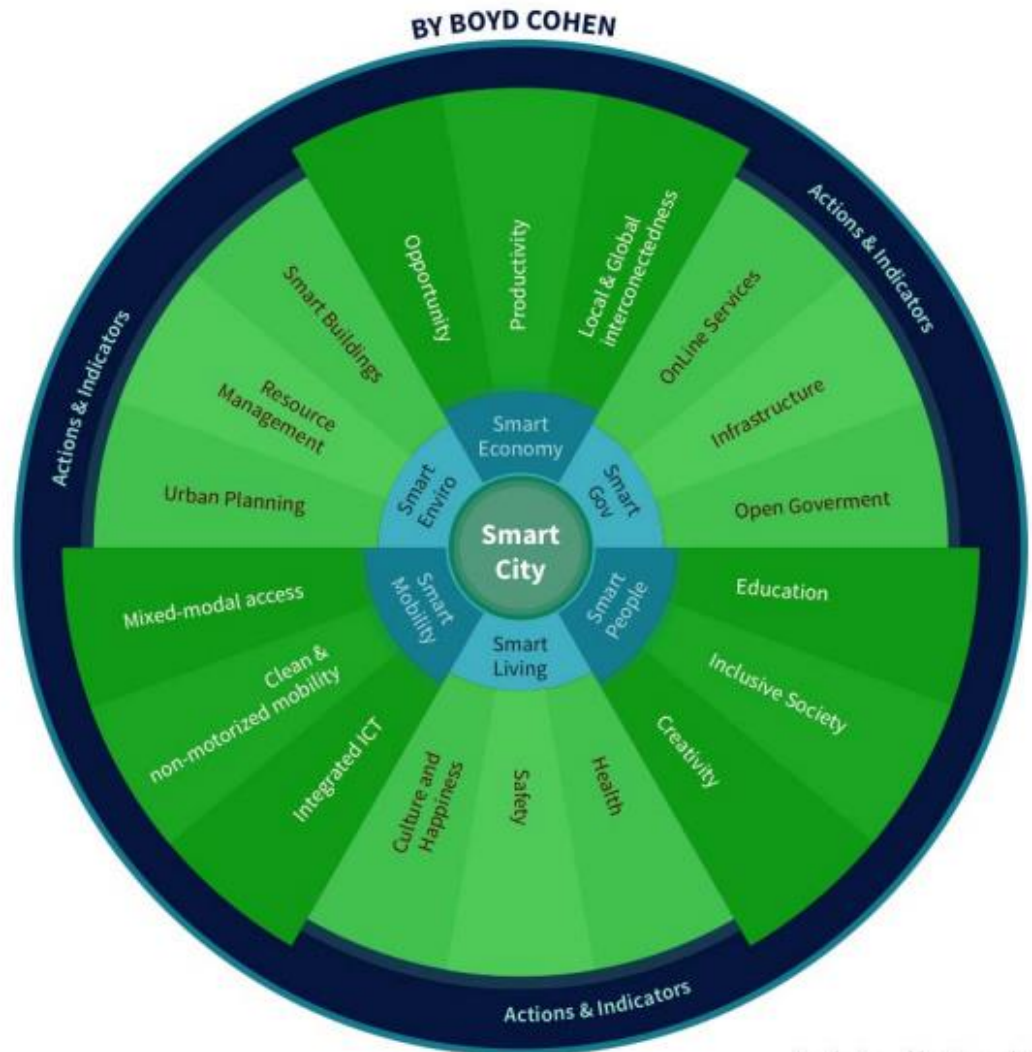 BY BOYD COHEN
Actions & Indicators
Actions & Indicators
Actions & Indicators
Opportunity
Productivity
Local & Global
interconnectedness
OnLine Services
Infrastructure
Open Goverment
Education
Inclusive Society
Creativity
Health
Safety
Culture and
Happiness
Integrated ICT
Clean &
non-motorized mobility
Mixed-modal access
Urban Planning
Resource
Management
Smart Buildings
Smart
Economy
Smart
Gov
Smart
People
Smart
Living
Smart
Mobility
Smart
Enviro
Smart
City